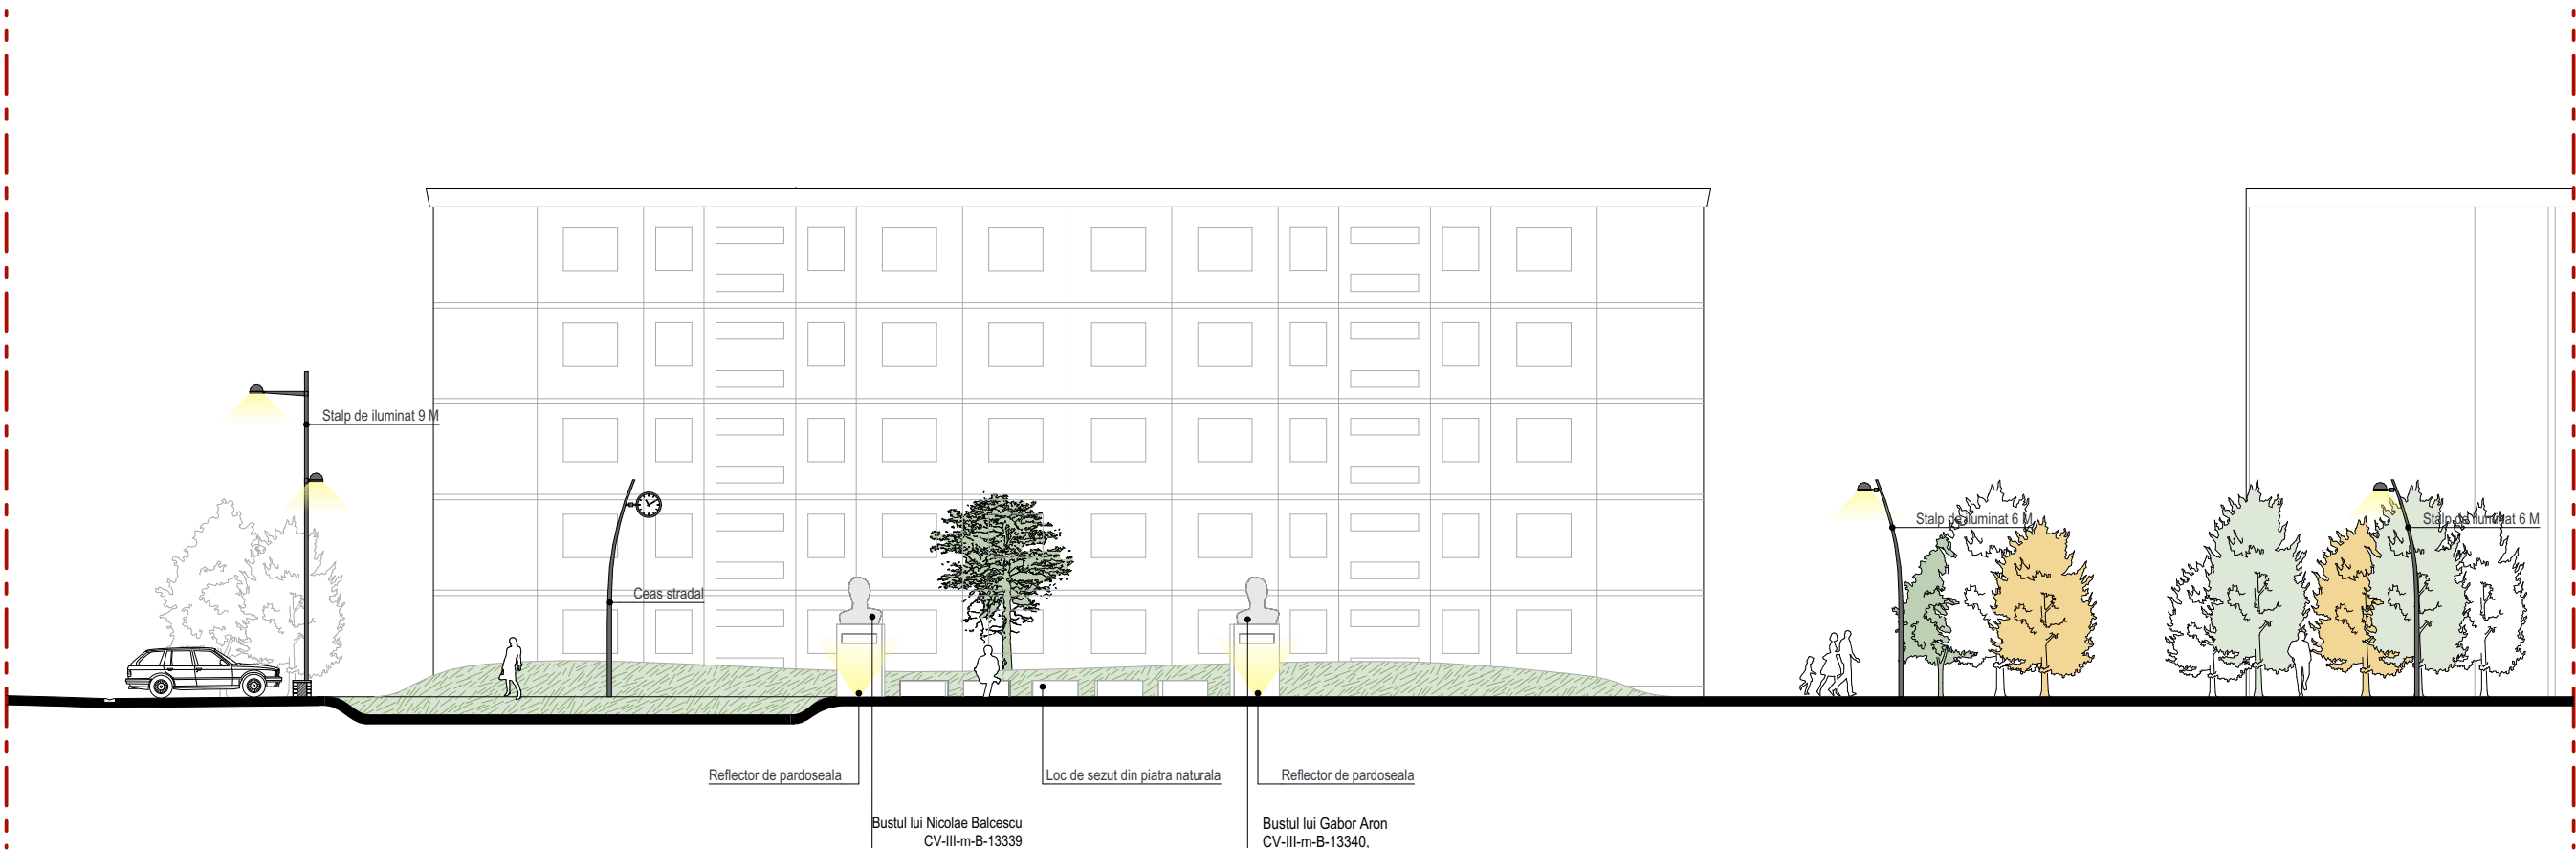 Stalp de iluminat 9 M
Stalp de iluminat 6 M
Stalp de iluminat 6 M
Ceas stradal
Reflector de pardoseala
Loc de sezut din piatra naturala
Reflector de pardoseala
Bustul lui Nicolae Balcescu
CV-III-m-B-13339
Bustul lui Gabor Aron
CV-III-m-B-13340,